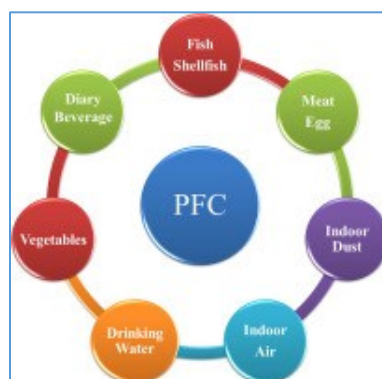 Fish
Shellfish
Meat
Egg
Indoor
Dust
Indoor
Air
Drinking
Water
Vegetables
Diary
Beverage
PFC